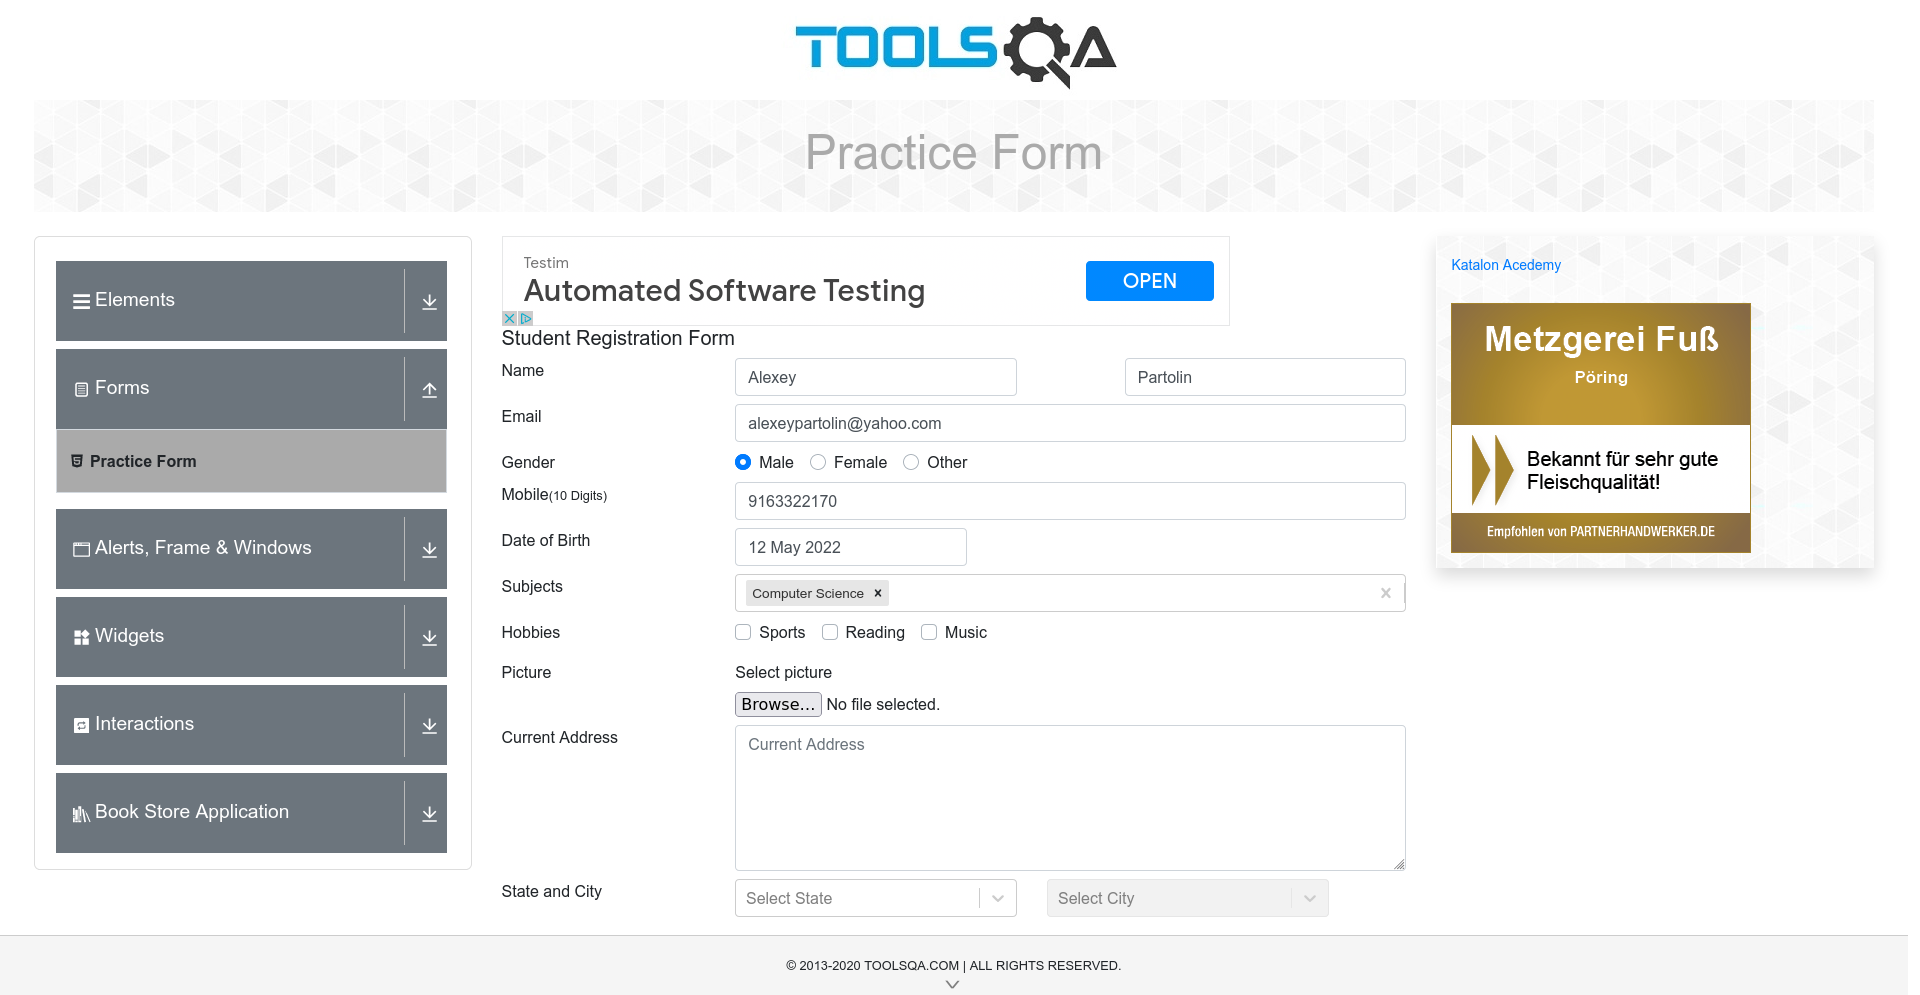 TOOLSQA
Practice Form
Elements
Forms
Practice Form
Alerts, Frame & Windows
Widgets
Interactions
Book Store Application
Testim
Automated Software Testing
OPEN
Student Registration Form
Name
Alexey
Partolin
Email
alexeypartolin@yahoo.com
Gender
Male
Female
Other
Mobile(10 Digits)
9163322170
Date of Birth
12 May 2022
Subjects
Computer Science
Hobbies
Sports
Reading
Music
Picture
Select picture
Browse... No file selected.
Current Address
Current Address
State and City
Select State
Select City
Katalon Acedemy
Metzgerei Fuß
Pöring
Bekannt für sehr gute
Fleischqualität!
Empfohlen von PARTNERHANDWERKER.DE
© 2013-2020 TOOLSQA.COM | ALL RIGHTS RESERVED.